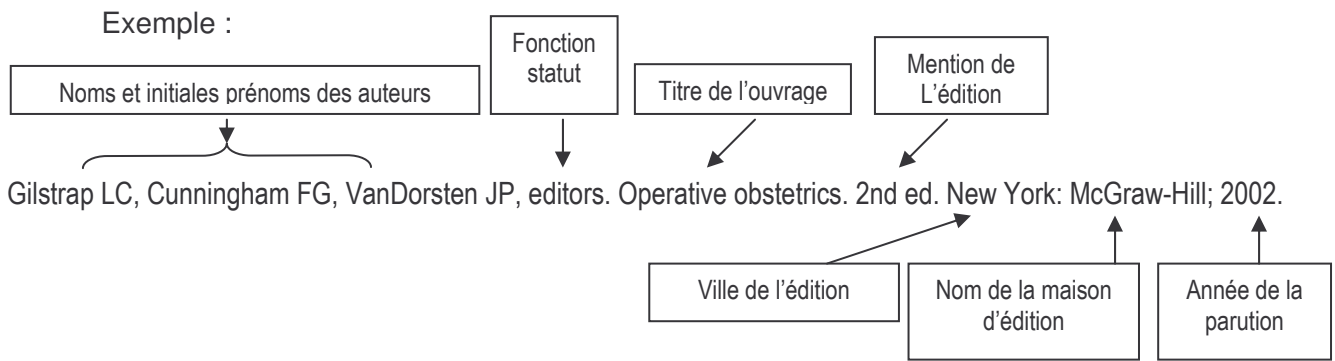 Exemple :
Noms et initiales prénoms des auteurs
Fonction
statut
Titre de l'ouvrage
Mention de
L'édition
Gilstrap LC, Cunningham FG, VanDorsten JP, editors. Operative obstetrics. 2nd ed. New York: McGraw-Hill; 2002.
Ville de l'édition
Nom de la maison
d'édition
Année de la
parution